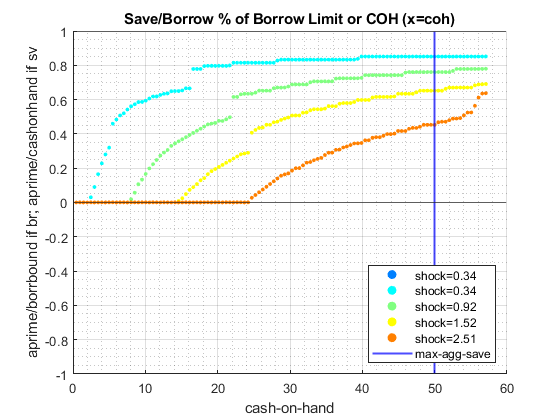 Save/Borrow % of Borrow Limit or COH (x=coh)
aprime/borrbound if br; aprime/cashonhand if sv
1
0.8
0.6
0.4
0.2
0
-0.2
-0.4
-0.6
-0.8
-1
shock=0.34
shock=0.34
shock=0.92
shock=1.52
shock=2.51
max-agg-save
0 10 20 30 40 50 60
cash-on-hand